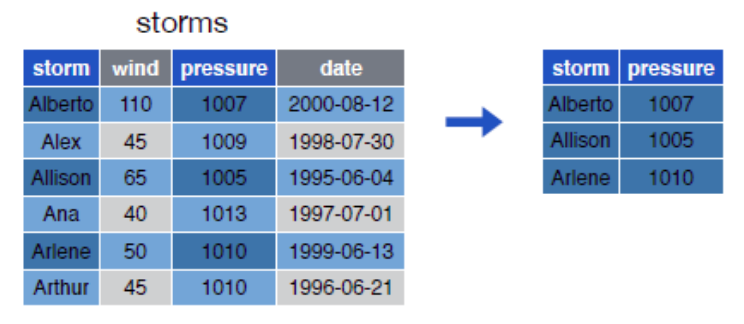 storms
storm wind pressure date
Alberto 110 1007 2000-08-12
Alex 45 1009 1998-07-30
Allison 65 1005 1995-06-04
Ana 40 1013 1997-07-01
Arlene 50 1010 1999-06-13
Arthur 45 1010 1996-06-21
storm pressure
Alberto 1007
Allison 1005
Arlene 1010